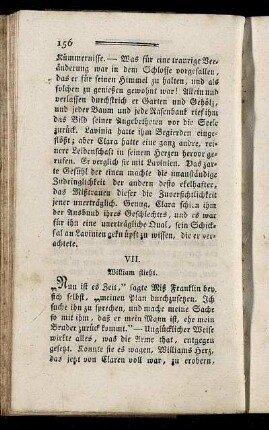 156
Kümmernisse. — Was für eine traurige Ver-
änderung war in dem Schlosse vorgefallen,
das er für seinen Himmel zu halten, und als
solchen zu genießen gewohnt war! Allein und
verlassen durchstrich er Garten und Gehölz,
und jeder Baum und jede Rasenbank rief ihm
das Bild seiner Angebetheten vor die Seele
zurück. Lavinia hatte ihm Begierden einge-
flößt; aber Clara hatte eine ganz andre, rei-
nere Leidenschaft in seinem Herzen hervor ge-
rufen. Er verglich sie mit Lavinien. Das zar-
te Gefühl der einen machte die unanständige
Zudringlichkeit der andern desto ekelhafter,
das Mißtrauen dieser die Zuversichtlichkeit
jener unerträglich. Genug, Clara schien ihm
der Ausbund ihres Geschlechtes, und es war
für ihn eine unerträgliche Qual, sein Schick-
sal an Lavinien geknüpft zu wissen, die er ver-
achtete.
VII.
William flieht.
„Nun ist es Zeit,“ sagte Miß Franklin bey
sich selbst, „meinen Plan durchzusetzen. Ich
suche ihn zu sprechen, und mache meine Sache
so mit ihm, daß er mein Mann ist, ehe mein
Bruder zurück kommt.“ — Unglücklicher Weise
wirkte alles, was die Arme that, entgegen
gesetzt. Konnte sie es wagen, Williams Herz,
das jetzt von Claren voll war, zu erobern,